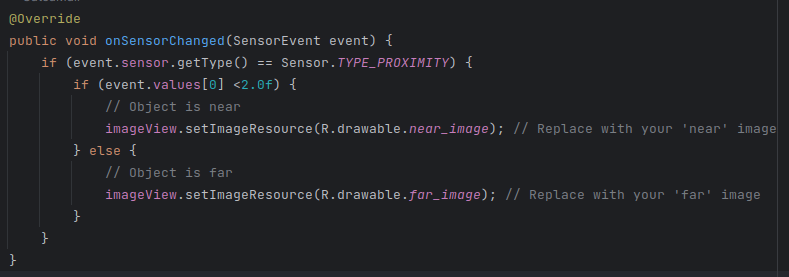 @Override
public void onSensorChanged(SensorEvent event) {
    if (event.sensor.getType() == Sensor.TYPE_PROXIMITY) {
        if (event.values[0] <2.0f) {
            // Object is near
            imageView.setImageResource(R.drawable.near_image); // Replace with your 'near' image
        } else {
            // Object is far
            imageView.setImageResource(R.drawable.far_image); // Replace with your 'far' image
        }
    }
}